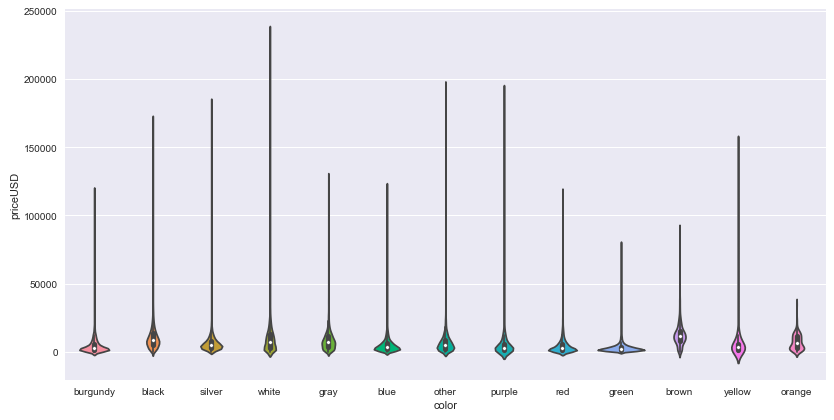 250000
200000
150000
100000
50000
0
priceUSD
burgundy black silver white gray blue other purple red green brown yellow orange
color